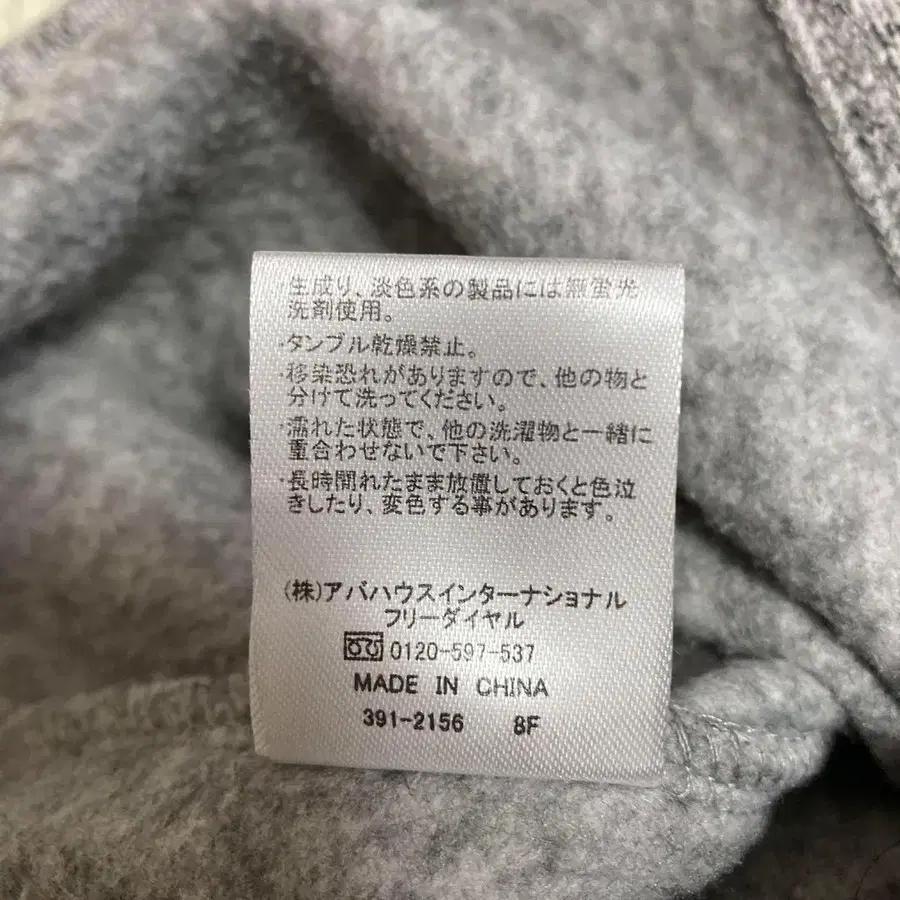 ・生成り、淡色系の製品には無蛍光
洗剤使用。
・タンブル乾燥禁止。
・移染恐れがありますので、他の物と
分けて洗ってください。
・濡れた状態で、他の洗濯物と一緒に
重合わせないで下さい。
・長時間れたまま放置しておくと色泣
きしたり、変色する事があります。
(株)アバハウスインターナショナル
フリーダイヤル
0120-597-537
MADE IN CHINA
391-2156 8F